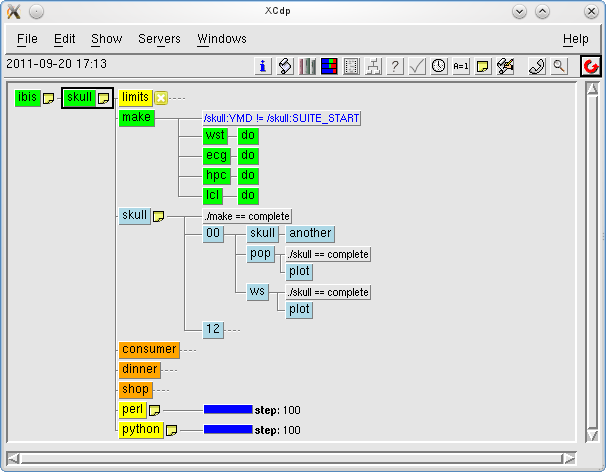 XCdp
File Edit Show Servers Windows Help
2011-09-20 17:13 i ? A=1
ibis skull limits
make /skull:YMD != /skull:SUITE_START
wst do
ecg do
hpc do
lcl do
skull ./make == complete
00 skull another
pop ./skull == complete
plot
ws ./skull == complete
plot
12
consumer
dinner
shop
perl step: 100
python step: 100